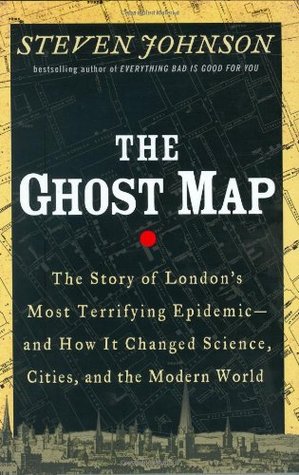 STEVEN JOHNSON
bestselling author of EVERYTHING BAD IS GOOD FOR YOU
THE
GHOST MAP
The Story of London's
Most Terrifying Epidemic—
and How It Changed Science,
Cities, and the Modern World